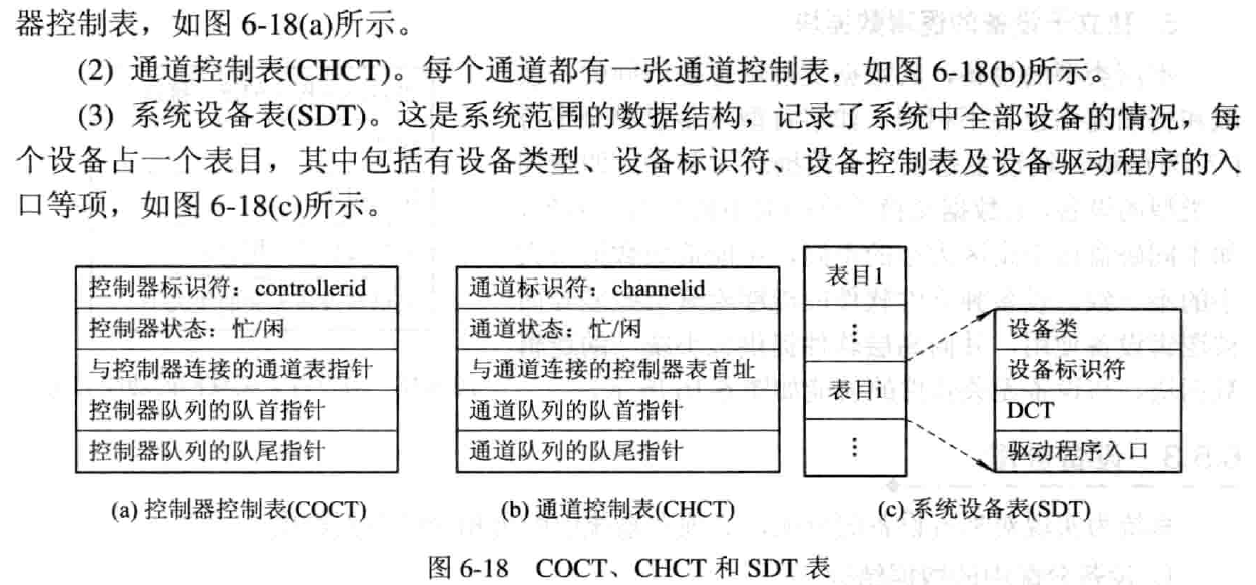 器控制表，如图 6-18(a)所示。
(2) 通道控制表(CHCT)。每个通道都有一张通道控制表，如图 6-18(b)所示。
(3) 系统设备表(SDT)。这是系统范围的数据结构，记录了系统中全部设备的情况，每
个设备占一个表目，其中包括有设备类型、设备标识符、设备控制表及设备驱动程序的入
口等项，如图 6-18(c)所示。
控制器标识符：controllerid
控制器状态：忙/闲
与控制器连接的通道表指针
控制器队列的队首指针
控制器队列的队尾指针
(a) 控制器控制表(COCT)
通道标识符：channelid
通道状态：忙/闲
与通道连接的控制器表首址
通道队列的队首指针
通道队列的队尾指针
(b) 通道控制表(CHCT)
表目1
⋮
表目i
⋮
设备类
设备标识符
DCT
驱动程序入口
(c) 系统设备表(SDT)
图 6-18 COCT、CHCT 和 SDT 表